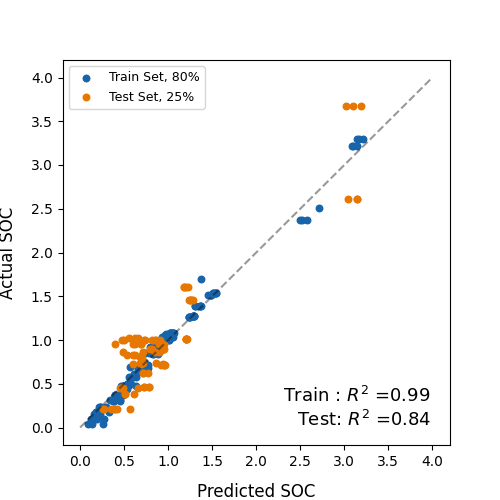 4.0
3.5
3.0
2.5
2.0
1.5
1.0
0.5
0.0
Actual SOC
Train Set, 80%
Test Set, 25%
Train : R² =0.99
Test: R² =0.84
0.0 0.5 1.0 1.5 2.0 2.5 3.0 3.5 4.0
Predicted SOC